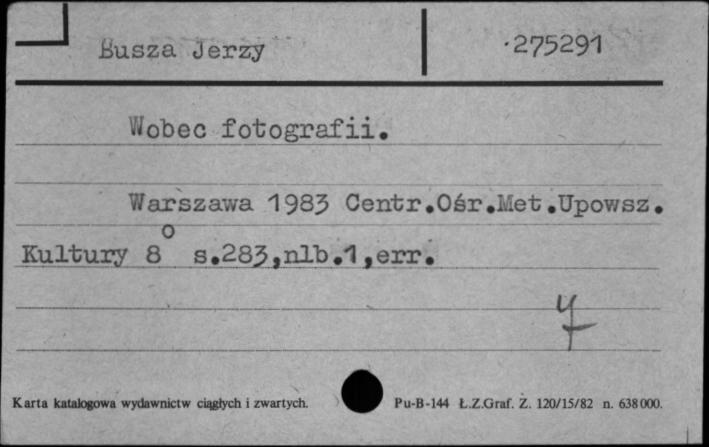 Busza Jerzy 275291
Wobec fotografii.
Warszawa 1983 Centr.Ośr.Met.Upowsz.
Kultury 8° s.283,nlb.1,err.
Karta katalogowa wydawnictw ciągłych i zwartych. Pu-B-144 Ł.Z.Graf. Z. 120/15/82 n. 638000.